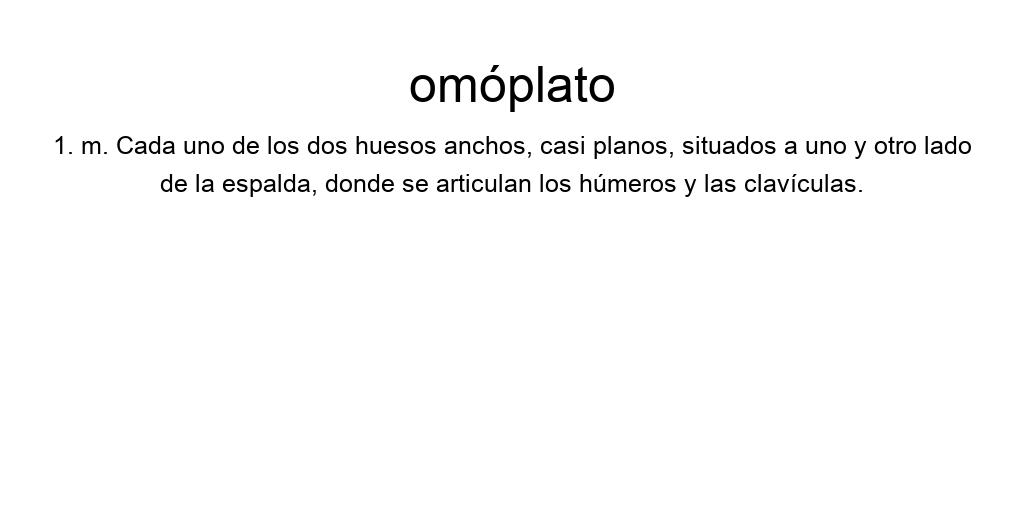 omóplato
1. m. Cada uno de los dos huesos anchos, casi planos, situados a uno y otro lado
de la espalda, donde se articulan los húmeros y las clavículas.